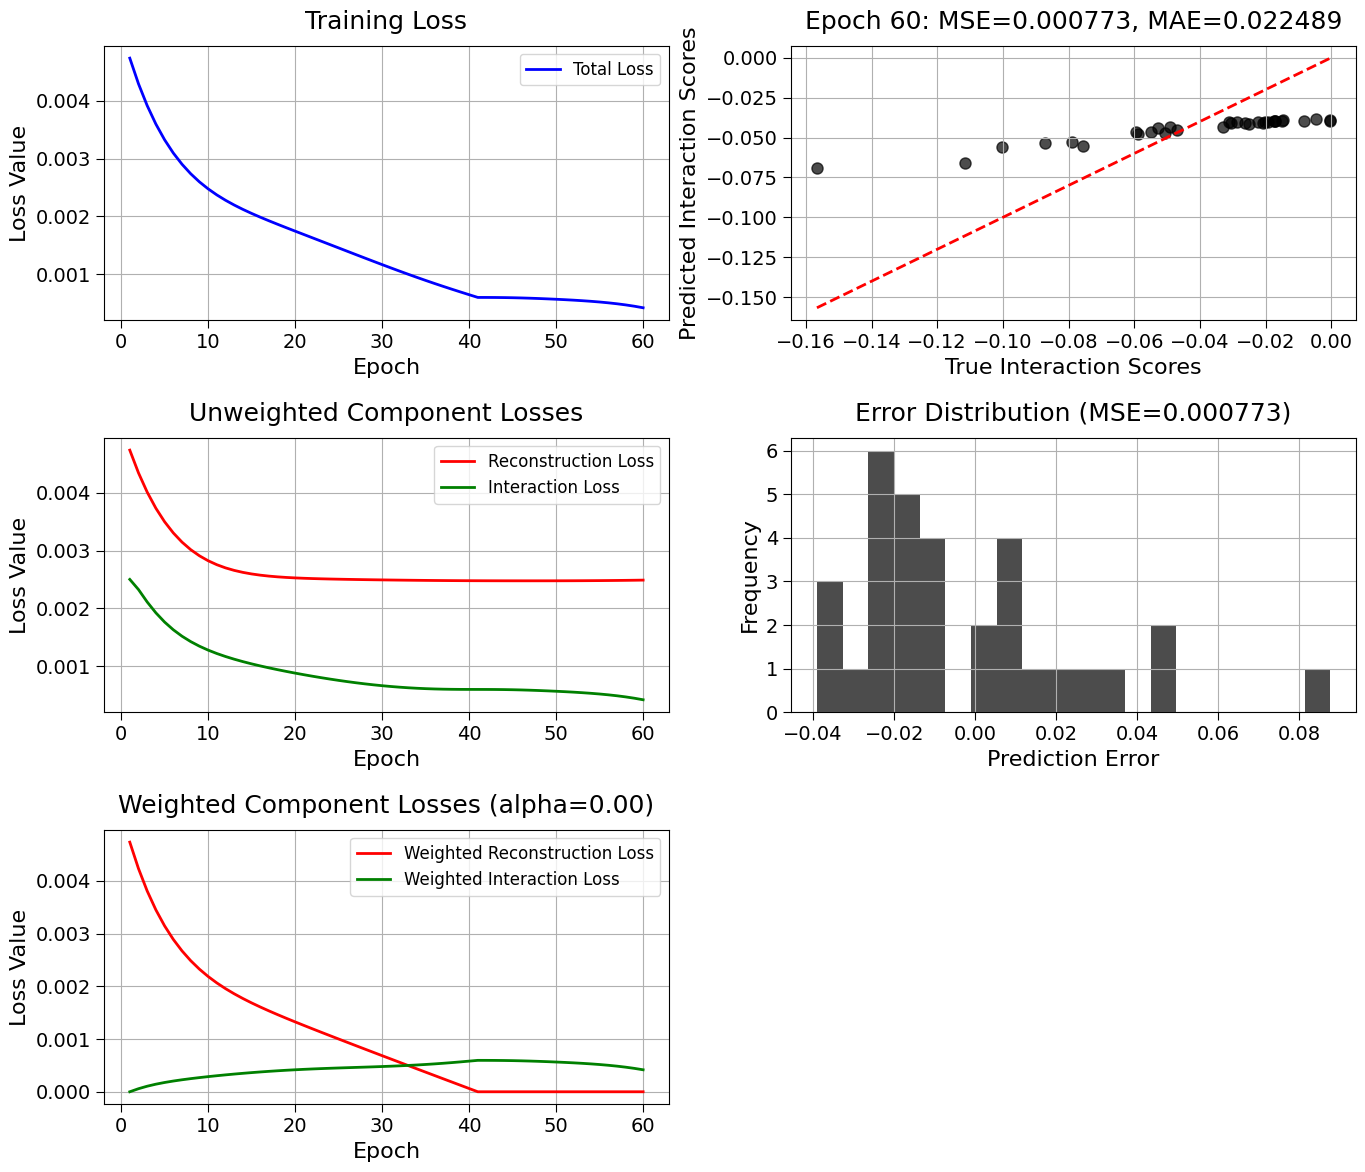 Training Loss
Total Loss
Loss Value
0.004
0.003
0.002
0.001
0 10 20 30 40 50 60
Epoch
Epoch 60: MSE=0.000773, MAE=0.022489
Predicted Interaction Scores
0.000
−0.025
−0.050
−0.075
−0.100
−0.125
−0.150
−0.16 −0.14 −0.12 −0.10 −0.08 −0.06 −0.04 −0.02 0.00
True Interaction Scores
Unweighted Component Losses
Reconstruction Loss
Interaction Loss
Loss Value
0.004
0.003
0.002
0.001
0 10 20 30 40 50 60
Epoch
Error Distribution (MSE=0.000773)
Frequency
6
5
4
3
2
1
0
−0.04 −0.02 0.00 0.02 0.04 0.06 0.08
Prediction Error
Weighted Component Losses (alpha=0.00)
Weighted Reconstruction Loss
Weighted Interaction Loss
Loss Value
0.004
0.003
0.002
0.001
0.000
0 10 20 30 40 50 60
Epoch